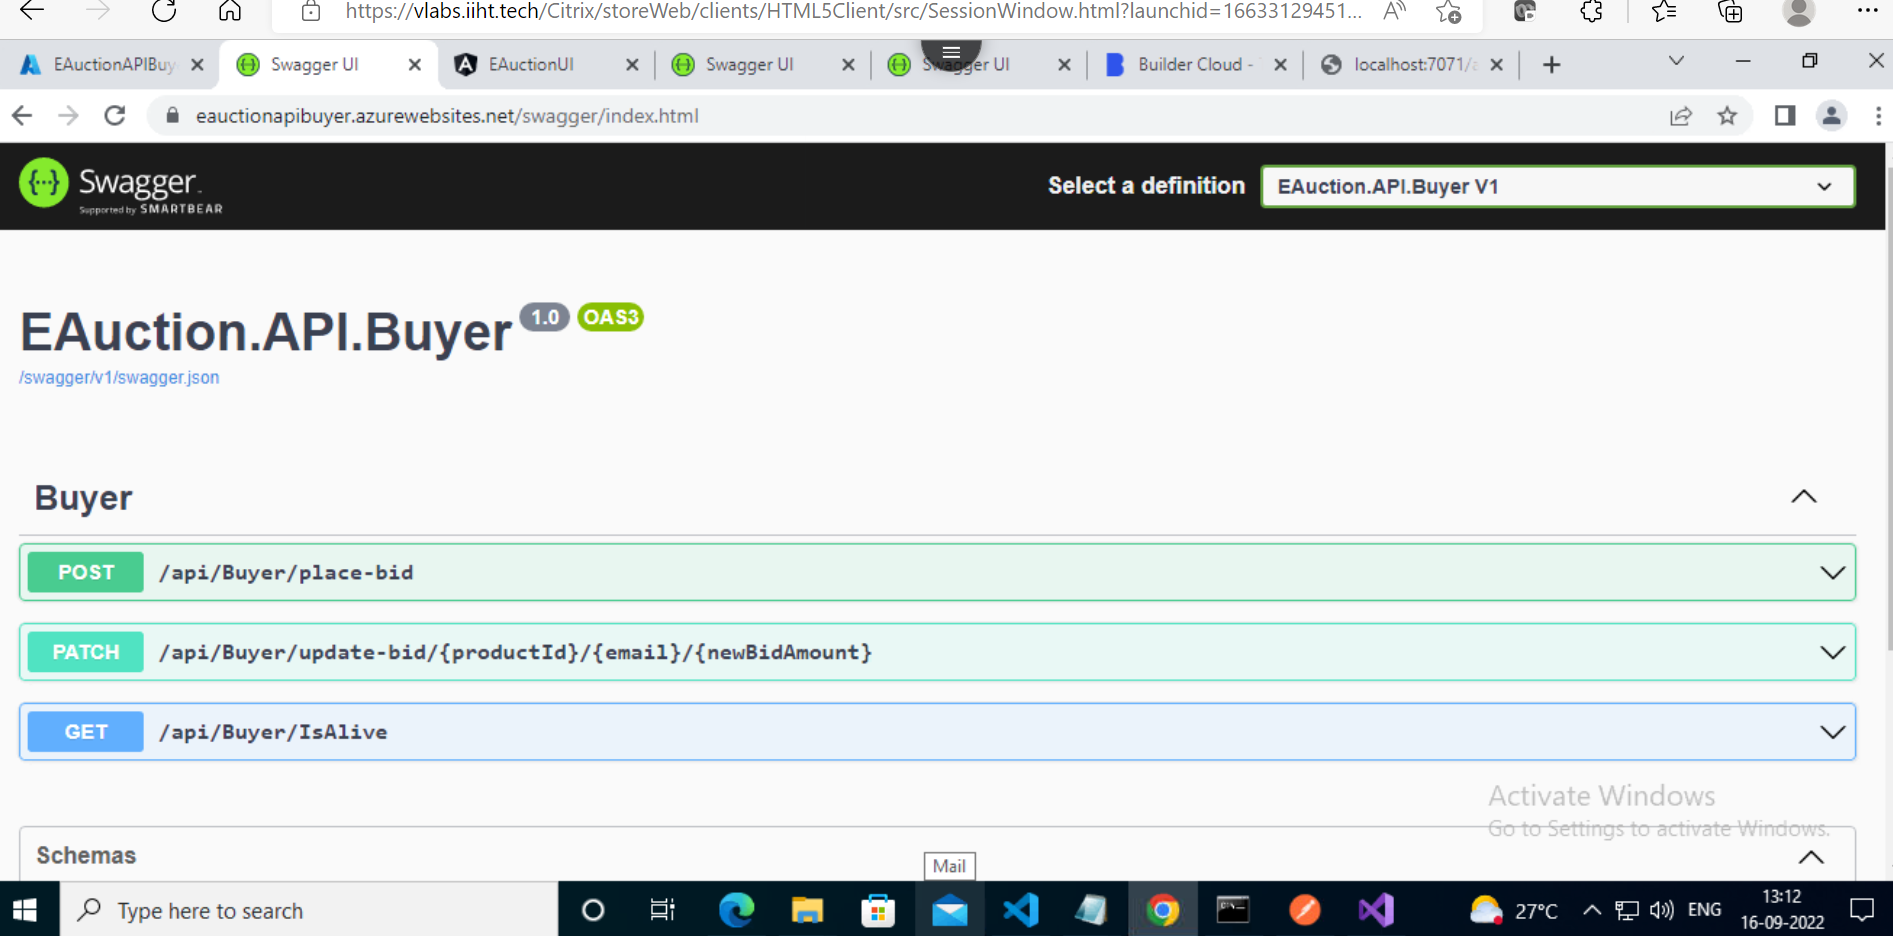 https://vlabs.iiht.tech/Citrix/storeWeb/clients/HTML5Client/src/SessionWindow.html?launchid=16633129451...
EAuctionAPIBuy Swagger UI EAuctionUI Swagger UI Swagger UI Builder Cloud - localhost:7071/a
eauctionapibuyer.azurewebsites.net/swagger/index.html
Swagger
Supported by SMARTBEAR
Select a definition
EAuction.API.Buyer V1
EAuction.API.Buyer 1.0 OAS3
/swagger/v1/swagger.json
Buyer
POST /api/Buyer/place-bid
PATCH /api/Buyer/update-bid/{productId}/{email}/{newBidAmount}
GET /api/Buyer/IsAlive
Activate Windows
Go to Settings to activate Windows.
Schemas
Mail
Type here to search
27°C
ENG
13:12
16-09-2022